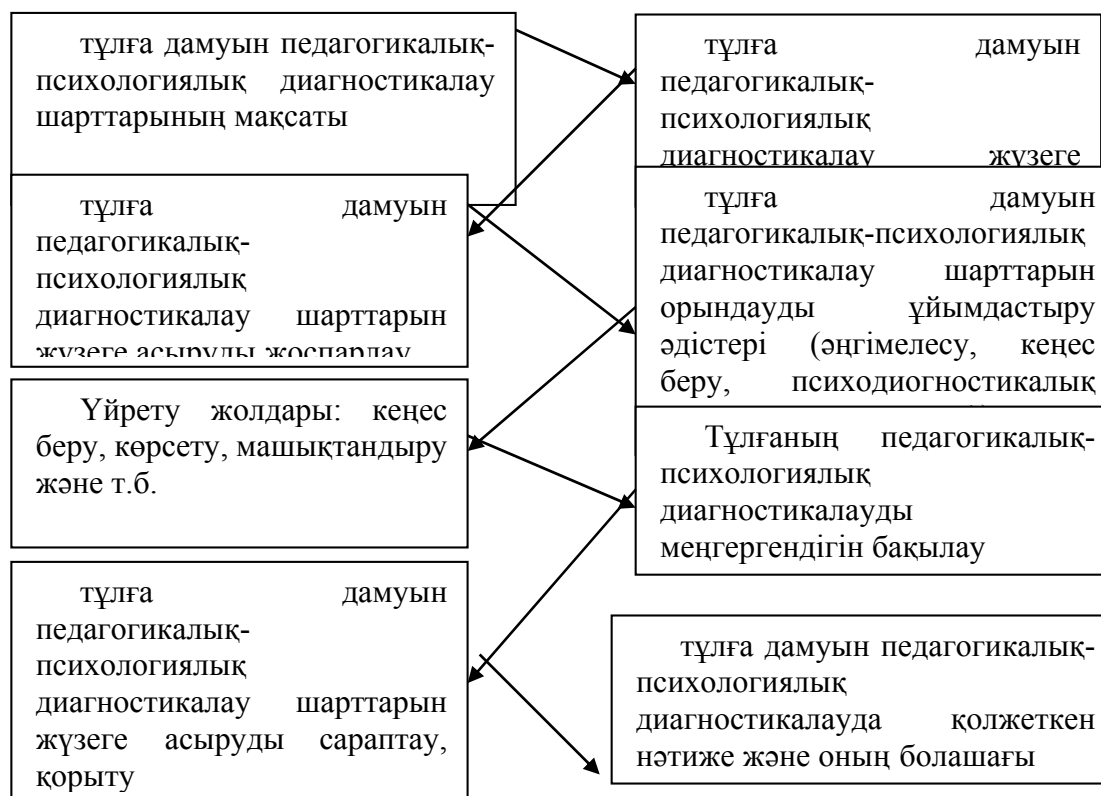 тұлға дамуын педагогикалық-
психологиялық диагностикалау
шарттарының мақсаты
тұлға дамуын
педагогикалық-
психологиялық
диагностикалау жүзеге
тұлға дамуын
педагогикалық-
психологиялық
диагностикалау шарттарын
жүзеге асыруды жоспарлау
тұлға дамуын
педагогикалық-психологиялық
диагностикалау шарттарын
орындауды ұйымдастыру
әдістері (әңгімелесу, кеңес
беру, психодиогностикалық
Үйрету жолдары: кеңес
беру, көрсету, машықтандыру
және т.б.
Тұлғаның педагогикалық-
психологиялық
диагностикалауды
меңгергендігін бақылау
тұлға дамуын
педагогикалық-
психологиялық
диагностикалау шарттарын
жүзеге асыруды сараптау,
қорыту
тұлға дамуын педагогикалық-
психологиялық
диагностикалауда қолжеткен
нәтиже және оның болашағы